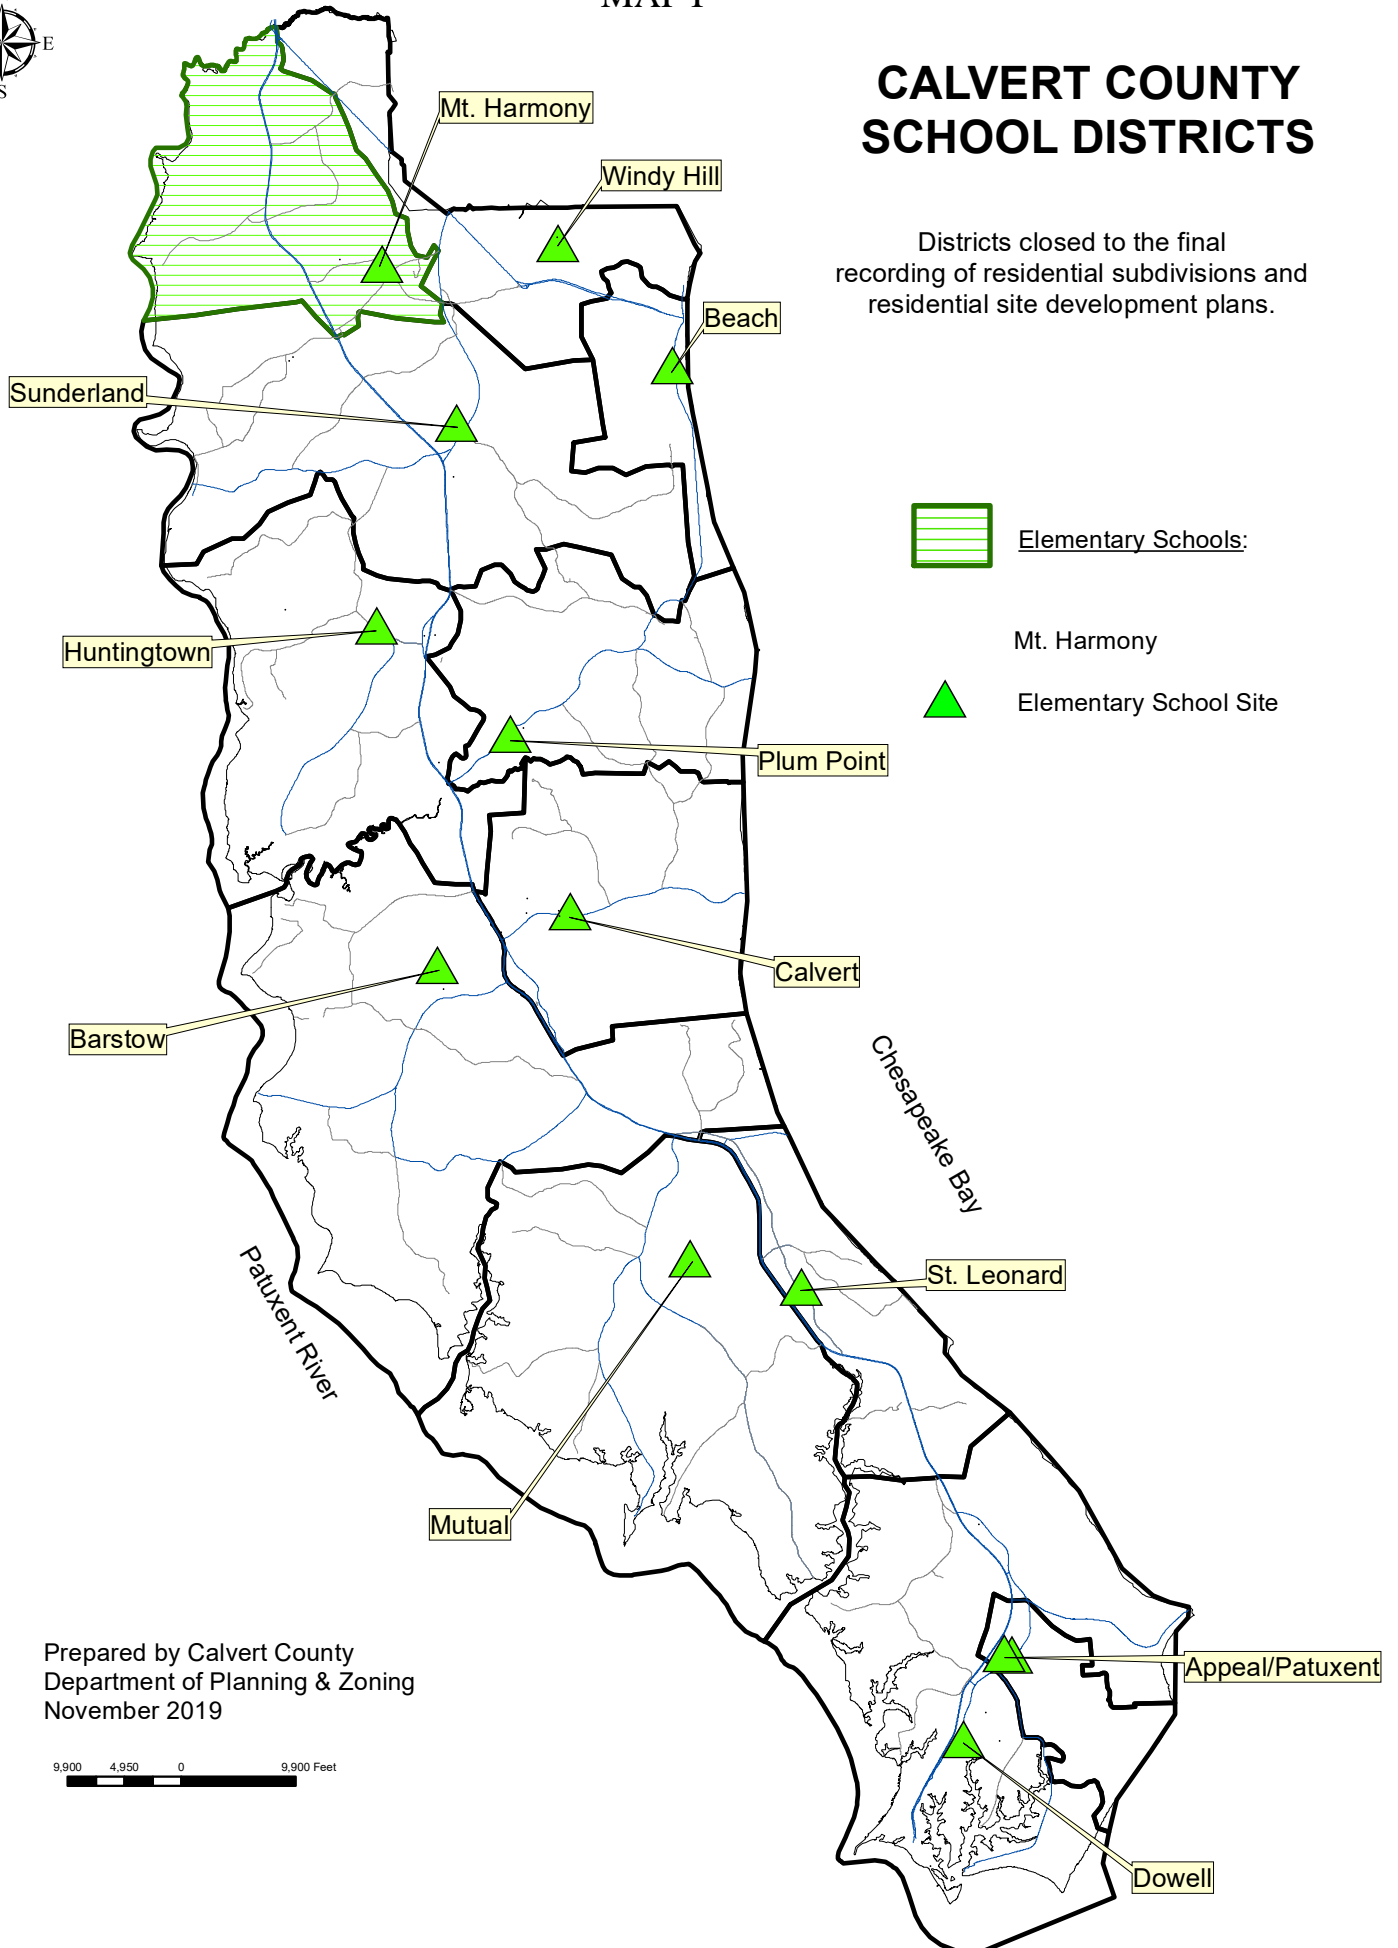 MAP 1
E
S
CALVERT COUNTY
SCHOOL DISTRICTS
Districts closed to the final
recording of residential subdivisions and
residential site development plans.
Mt. Harmony
Windy Hill
Beach
Sunderland
Elementary Schools:
Mt. Harmony
Elementary School Site
Huntingtown
Plum Point
Calvert
Barstow
Chesapeake Bay
Patuxent River
St. Leonard
Mutual
Appeal/Patuxent
Dowell
Prepared by Calvert County
Department of Planning & Zoning
November 2019
9,900 4,950 0 9,900 Feet